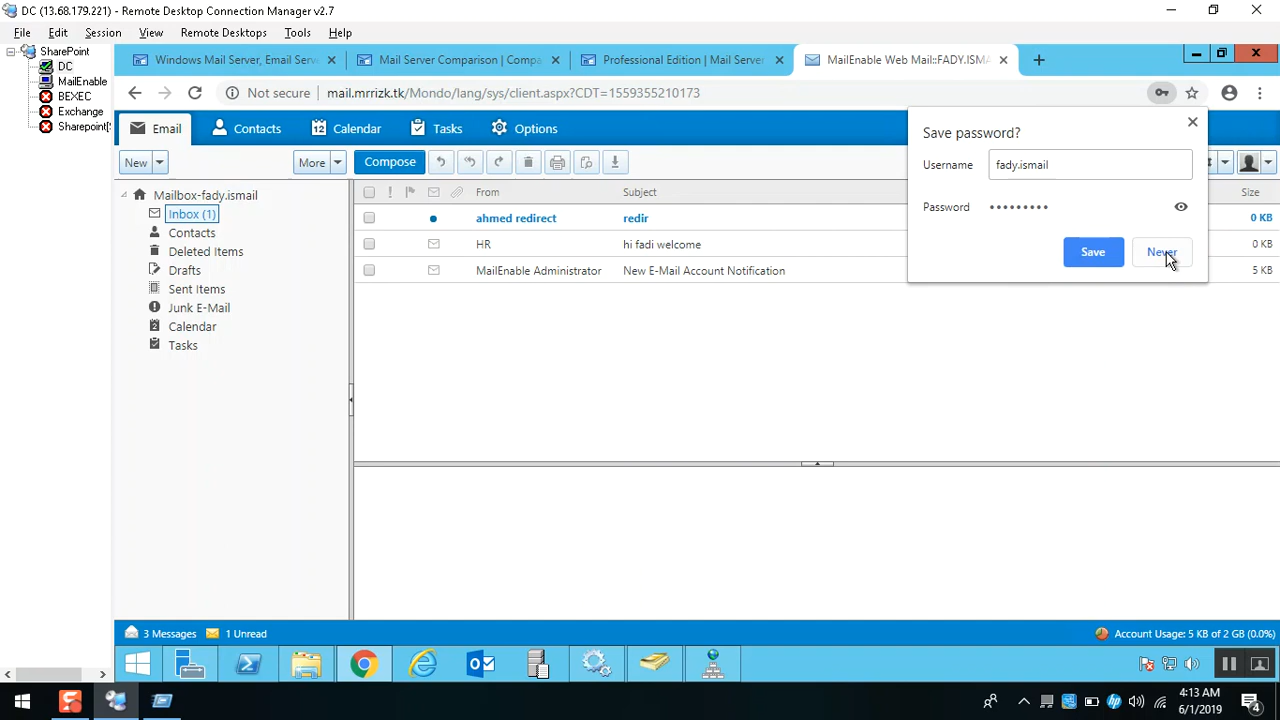 DC (13.68.179.221) - Remote Desktop Connection Manager v2.7
File Edit Session View Remote Desktops Tools Help
SharePoint
DC
MailEnable
BEXEC
Exchange
Sharepoint[
Windows Mail Server, Email Serv
Mail Server Comparison | Compa
Professional Edition | Mail Server
MailEnable Web Mail::FADY.ISMA
Not secure mail.mrrizk.tk/Mondo/lang/sys/client.aspx?CDT=1559355210173
Email Contacts Calendar Tasks Options
New More Compose
Save password?
Username fady.ismail
Password •••••••••
Save Never
Mailbox-fady.ismail
Inbox (1)
Contacts
Deleted Items
Drafts
Sent Items
Junk E-Mail
Calendar
Tasks
From Subject Size
ahmed redirect redir 0 KB
HR hi fadi welcome 0 KB
MailEnable Administrator New E-Mail Account Notification 5 KB
3 Messages 1 Unread Account Usage: 5 KB of 2 GB (0.0%)
4:13 AM
6/1/2019
4